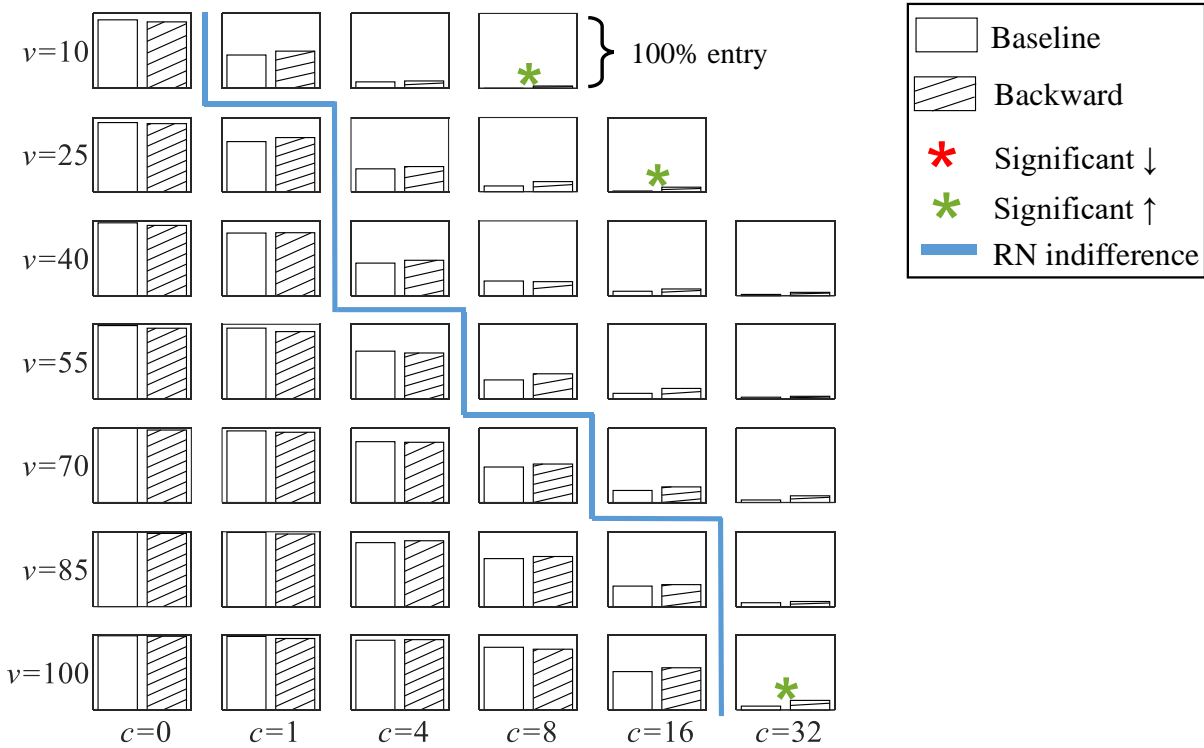 v=10
100% entry
v=25
v=40
v=55
v=70
v=85
v=100
c=0 c=1 c=4 c=8 c=16 c=32
Baseline
Backward
* Significant ↓
* Significant ↑
RN indifference